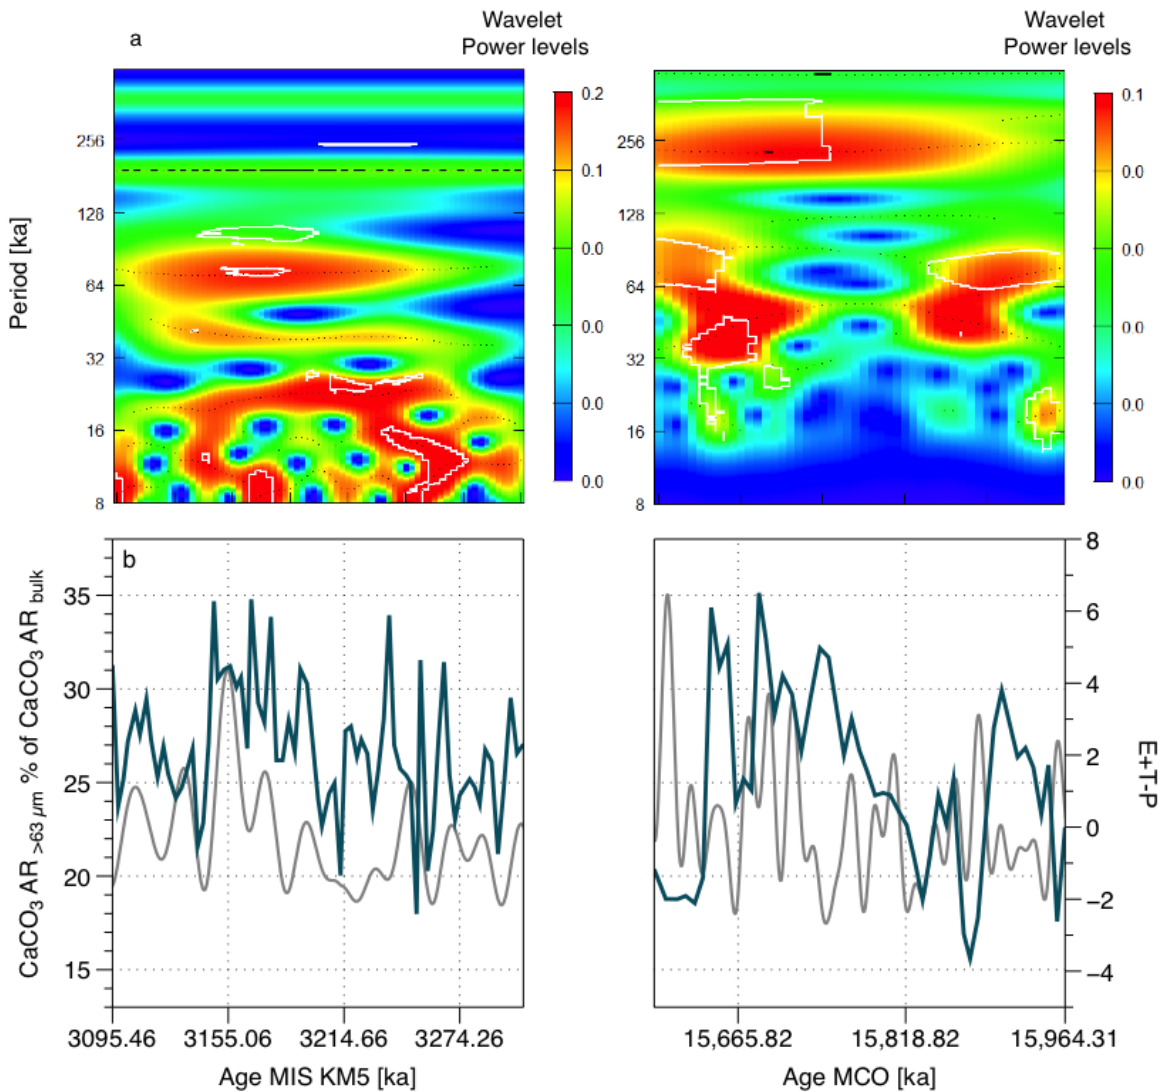 a
Wavelet
Power levels
Wavelet
Power levels
Period [ka]
256
128
64
32
16
8
0.2
0.1
0.0
0.0
0.0
0.0
256
128
64
32
16
8
0.1
0.0
0.0
0.0
0.0
0.0
b
CaCO3 AR >63 µm % of CaCO3 AR bulk
35
30
25
20
15
8
6
4
2
0
−2
−4
E+T-P
3095.46 3155.06 3214.66 3274.26
15,665.82 15,818.82 15,964.31
Age MIS KM5 [ka]
Age MCO [ka]